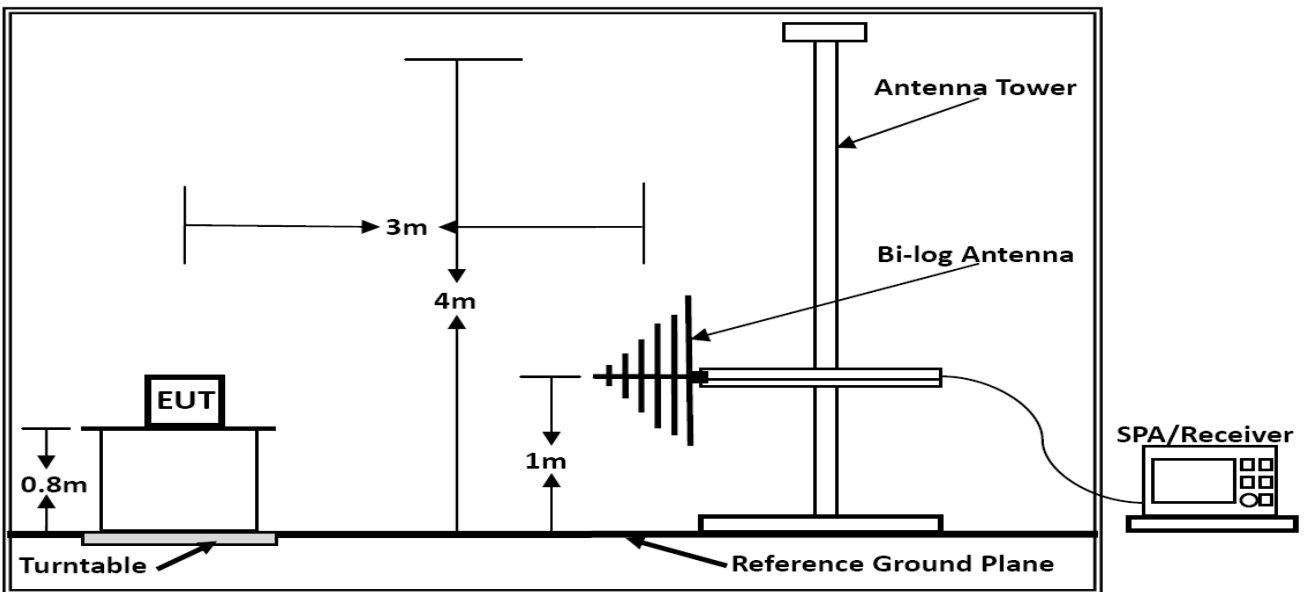 Antenna Tower
3m
Bi-log Antenna
4m
EUT
SPA/Receiver
0.8m
1m
Turntable
Reference Ground Plane